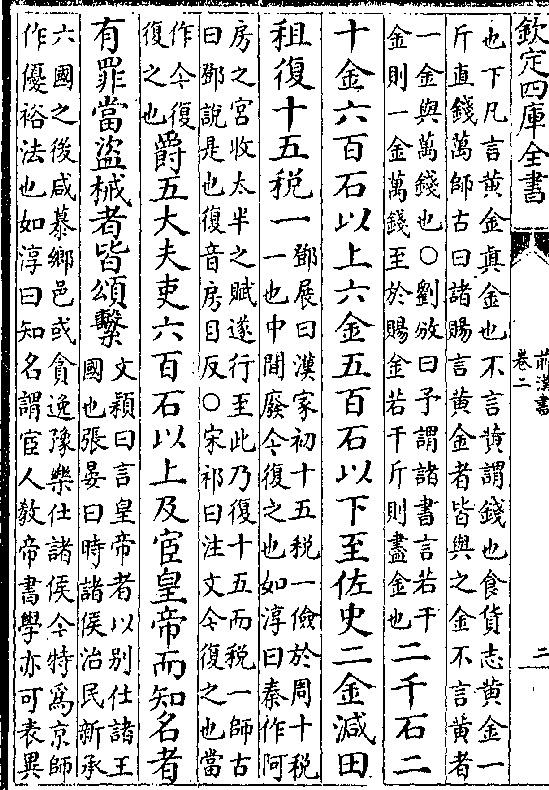 欽定四庫全書
前漢書
卷二
二
也下凡言黄金真金也不言黄謂錢也食貨志黄金一
斤直錢萬師古曰諸賜言黄金者皆與之金不言黄者
一金與萬錢也〇劉攽曰予謂諸書言若干
金則一金萬錢至於賜金若干斤則盡金也
二千石二
十金六百石以上六金五百石以下至佐史二金減田
租復十五税一
鄧展曰漢家初十五税一儉於周十税
一也中間廢今復之也如淳曰秦作阿
房之宫收太半之賦遂行至此乃復十五而税一師古
曰鄧說是也復音房目反〇宋祁曰注文今復之也當
作今復
復之也
爵五大夫吏六百石以上及宦皇帝而知名者
有罪當盜械者皆頌繫
文穎曰言皇帝者以别仕諸王
國也張晏曰時諸侯治民新承
六國之後咸慕鄉邑或貪逸豫樂仕諸侯今特爲京師
作優裕法也如淳曰知名謂宦人敎帝書學亦可表異